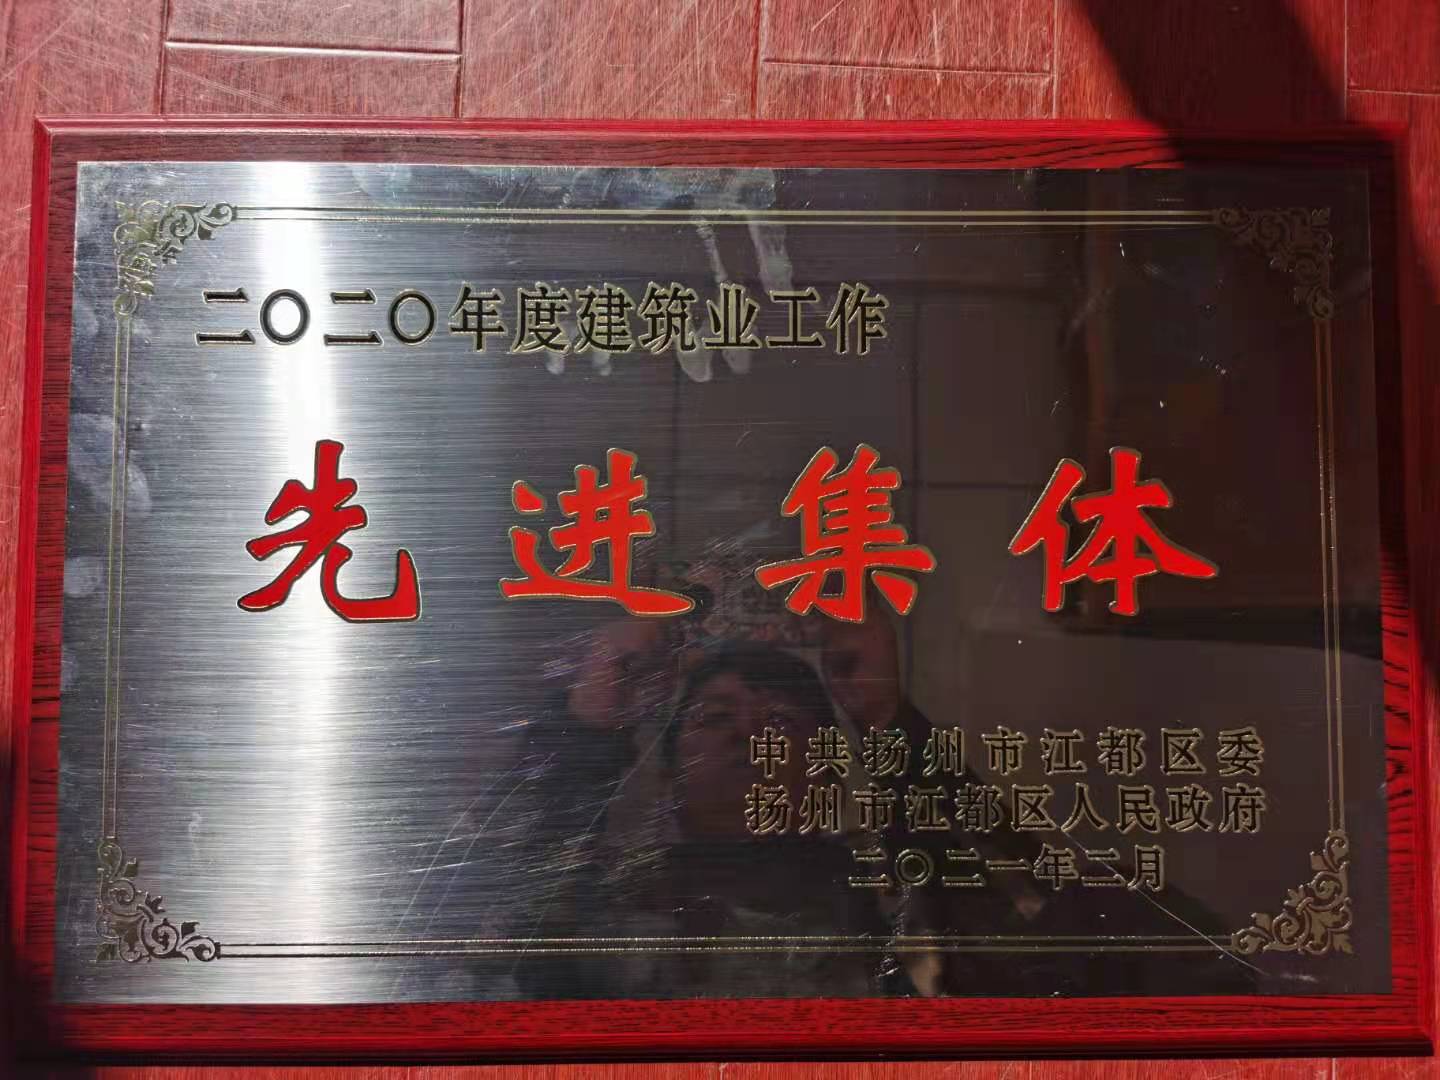 二〇二〇年度建筑业工作
先进集体
中共扬州市江都区委
扬州市江都区人民政府
二〇二一年二月